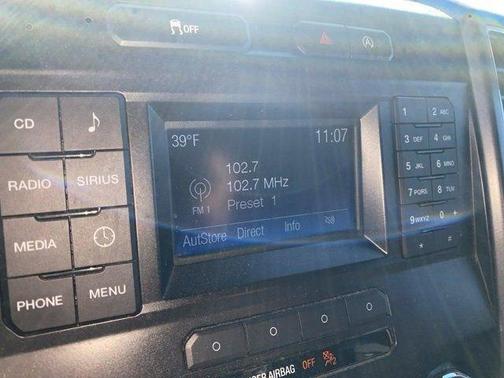 OFF
A
39°F 11:07
102.7
102.7 MHz
FM 1 Preset 1
AutStore Direct Info
CD
RADIO SIRIUS
MEDIA
PHONE MENU
1 2 ABC
3 DEF 4 GHI
5 JKL 6 MNO
7 PQRS 8 TUV
9 WXYZ 0 +
* #
AIRBAG OFF